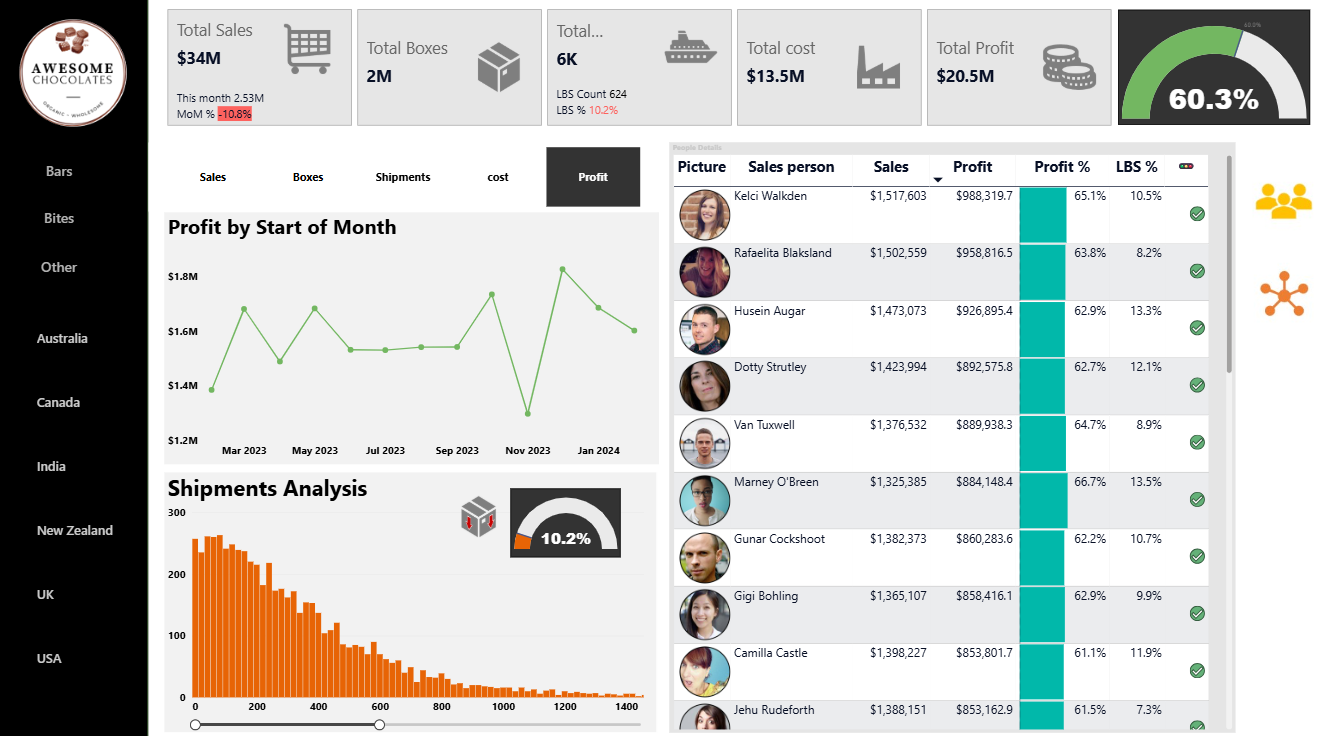 AWESOME
CHOCOLATES
ORGANIC - WHOLESOME
Bars
Bites
Other
Australia
Canada
India
New Zealand
UK
USA
Total Sales
$34M
This month 2.53M
MoM % -10.8%
Total Boxes
2M
Total...
6K
LBS Count 624
LBS % 10.2%
Total cost
$13.5M
Total Profit
$20.5M
60.0%
60.3%
Sales Boxes Shipments cost Profit
Profit by Start of Month
$1.8M
$1.6M
$1.4M
$1.2M
Mar 2023 May 2023 Jul 2023 Sep 2023 Nov 2023 Jan 2024
Shipments Analysis
10.2%
300
200
100
0
0 200 400 600 800 1000 1200 1400
People Details
Picture Sales person Sales Profit Profit % LBS %
Kelci Walkden $1,517,603 $988,319.7 65.1% 10.5%
Rafaelita Blaksland $1,502,559 $958,816.5 63.8% 8.2%
Husein Augar $1,473,073 $926,895.4 62.9% 13.3%
Dotty Strutley $1,423,994 $892,575.8 62.7% 12.1%
Van Tuxwell $1,376,532 $889,938.3 64.7% 8.9%
Marney O'Breen $1,325,385 $884,148.4 66.7% 13.5%
Gunar Cockshoot $1,382,373 $860,283.6 62.2% 10.7%
Gigi Bohling $1,365,107 $858,416.1 62.9% 9.9%
Camilla Castle $1,398,227 $853,801.7 61.1% 11.9%
Jehu Rudeforth $1,388,151 $853,162.9 61.5% 7.3%